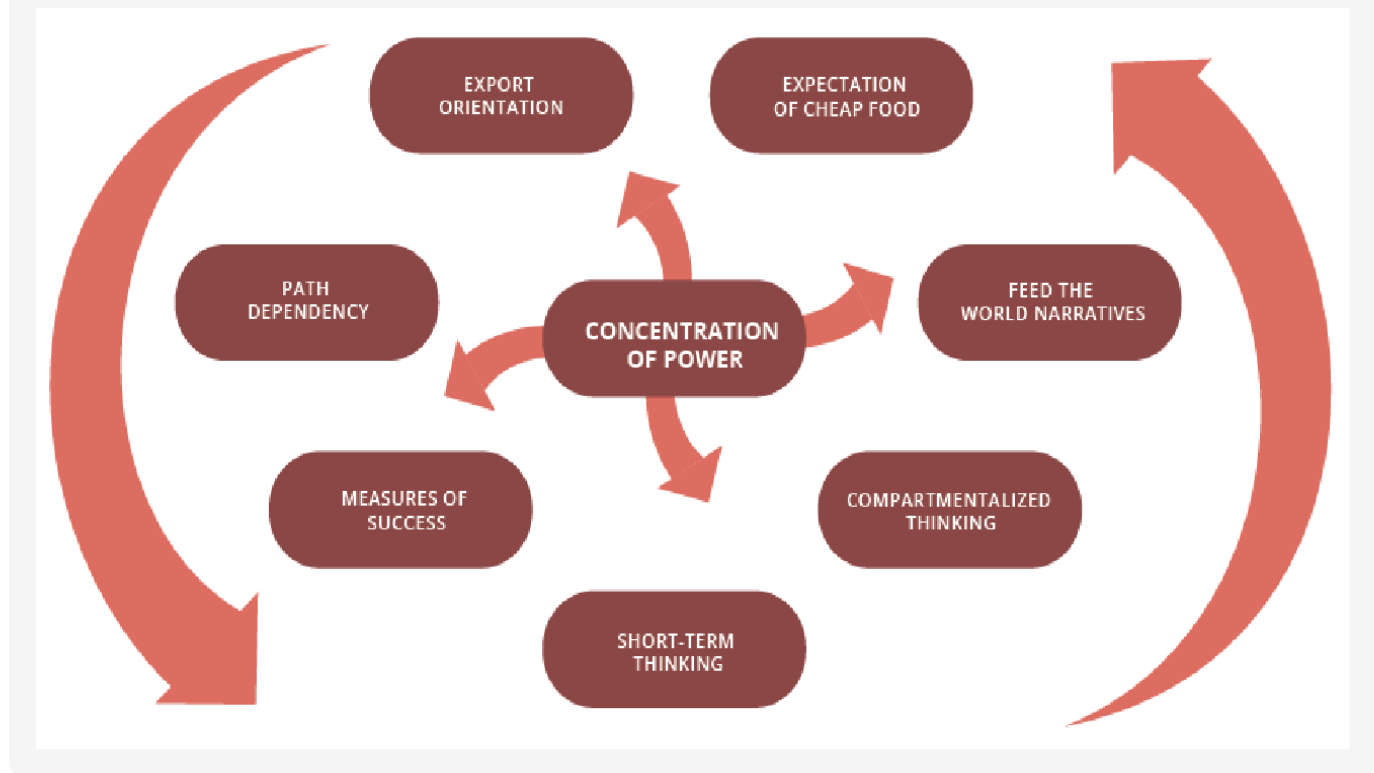 EXPORT
ORIENTATION
EXPECTATION
OF CHEAP FOOD
PATH
DEPENDENCY
FEED THE
WORLD NARRATIVES
CONCENTRATION
OF POWER
MEASURES OF
SUCCESS
COMPARTMENTALIZED
THINKING
SHORT-TERM
THINKING